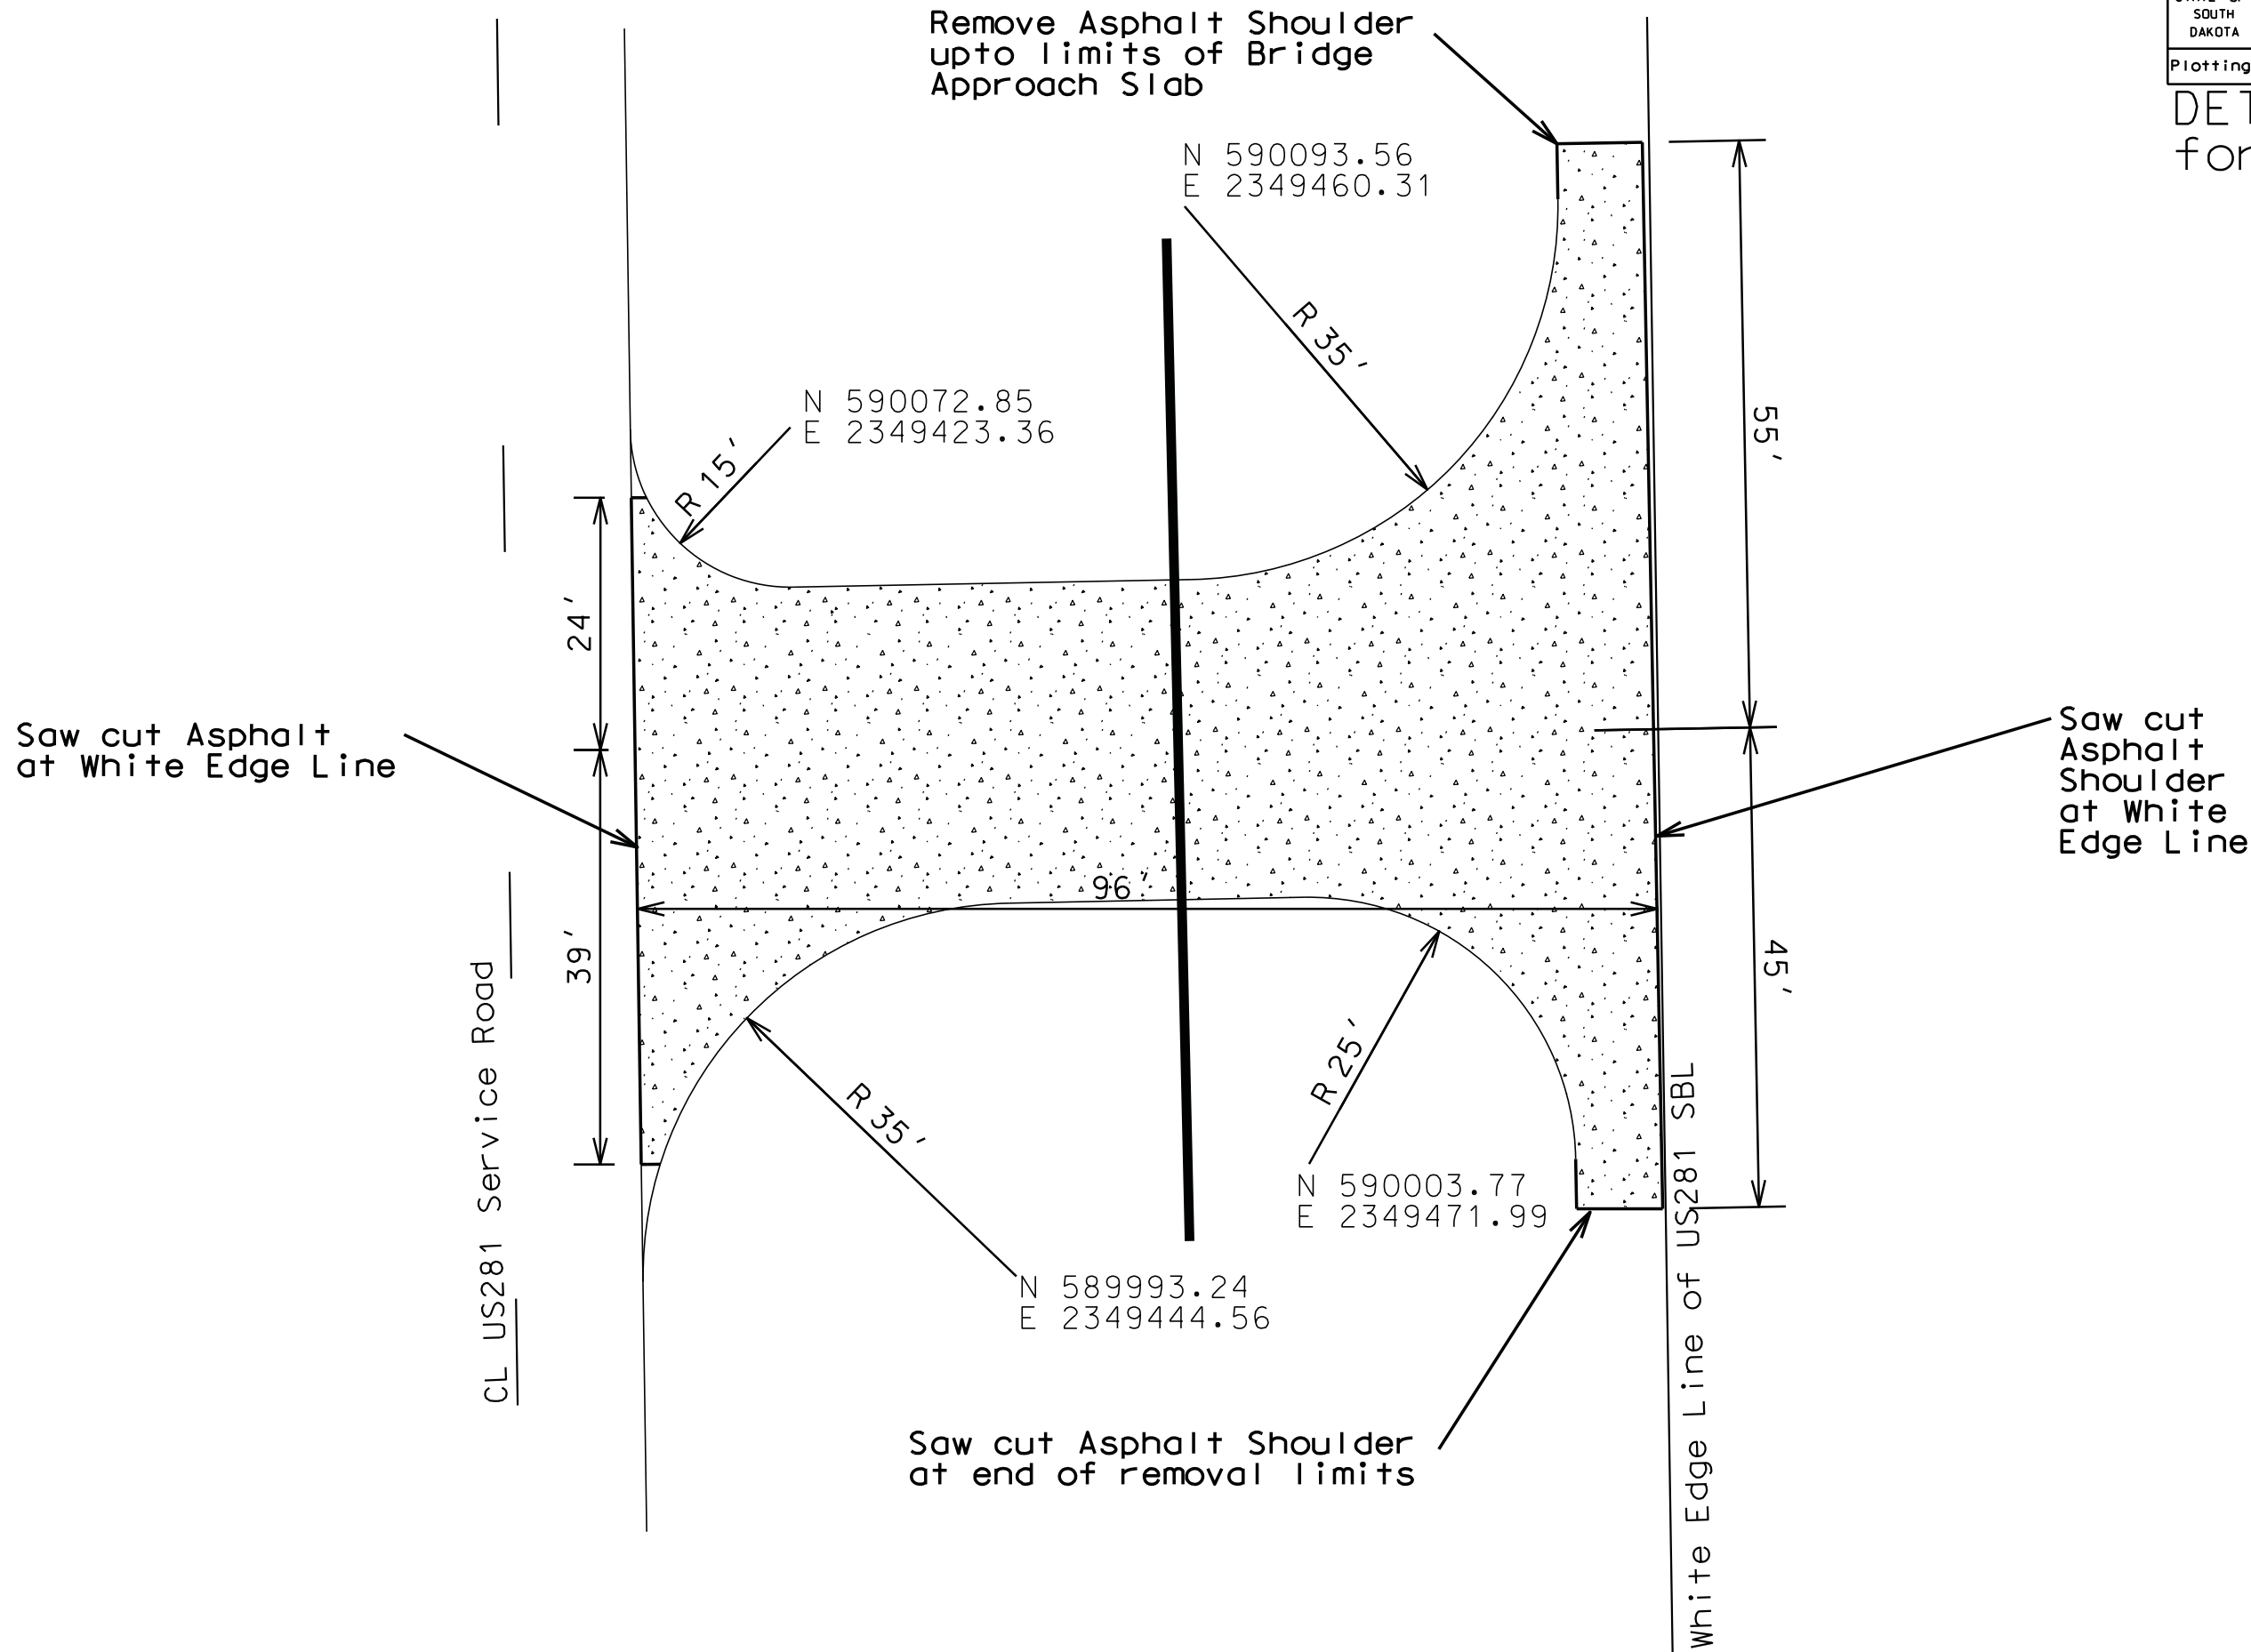 Remove Asphalt Shoulder
upto limits of Bridge
Approach Slab
SOUTH
DAKOTA
Plotting
DET
for
N 590093.56
E 2349460.31
R 35'
N 590072.85
E 2349423.36
R 15'
55'
24'
Saw cut Asphalt
at White Edge Line
Saw cut
Asphalt
Shoulder
at White
Edge Line
96'
39'
45'
R 35'
R 25'
N 590003.77
E 2349471.99
N 589993.24
E 2349444.56
CL US281 Service Road
White Edge Line of US281 SBL
Saw cut Asphalt Shoulder
at end of removal limits